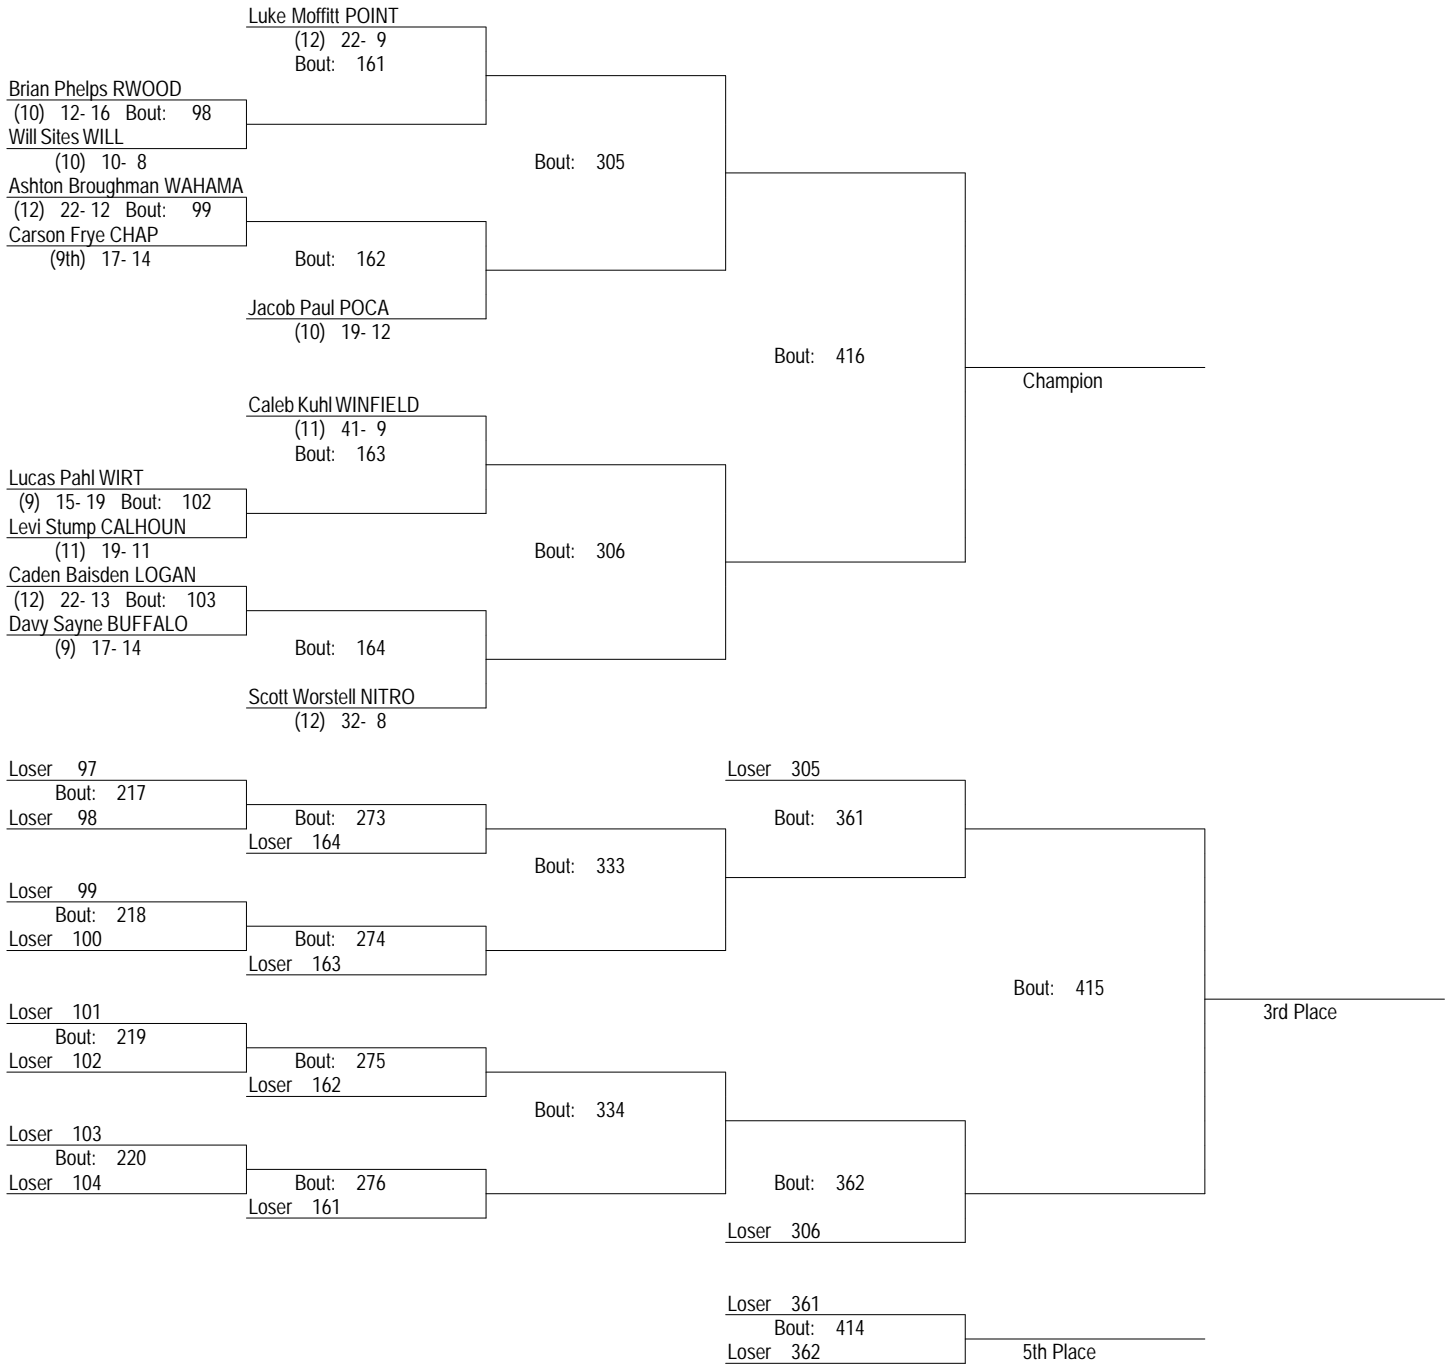 Luke Moffitt POINT
(12) 22- 9
Bout: 161
Brian Phelps RWOOD
(10) 12- 16 Bout: 98
Will Sites WILL
(10) 10- 8
Bout: 305
Ashton Broughman WAHAMA
(12) 22- 12 Bout: 99
Carson Frye CHAP
(9th) 17- 14
Bout: 162
Jacob Paul POCA
(10) 19- 12
Bout: 416
Champion
Caleb Kuhl WINFIELD
(11) 41- 9
Bout: 163
Lucas Pahl WIRT
(9) 15- 19 Bout: 102
Levi Stump CALHOUN
(11) 19- 11
Bout: 306
Caden Baisden LOGAN
(12) 22- 13 Bout: 103
Davy Sayne BUFFALO
(9) 17- 14
Bout: 164
Scott Worstell NITRO
(12) 32- 8
Loser 97
Loser 305
Bout: 217
Loser 98
Bout: 273
Bout: 361
Loser 164
Bout: 333
Loser 99
Bout: 218
Loser 100
Bout: 274
Loser 163
Bout: 415
Loser 101
3rd Place
Bout: 219
Loser 102
Bout: 275
Loser 162
Bout: 334
Loser 103
Bout: 220
Loser 104
Bout: 276
Bout: 362
Loser 161
Loser 306
Loser 361
Bout: 414
Loser 362
5th Place